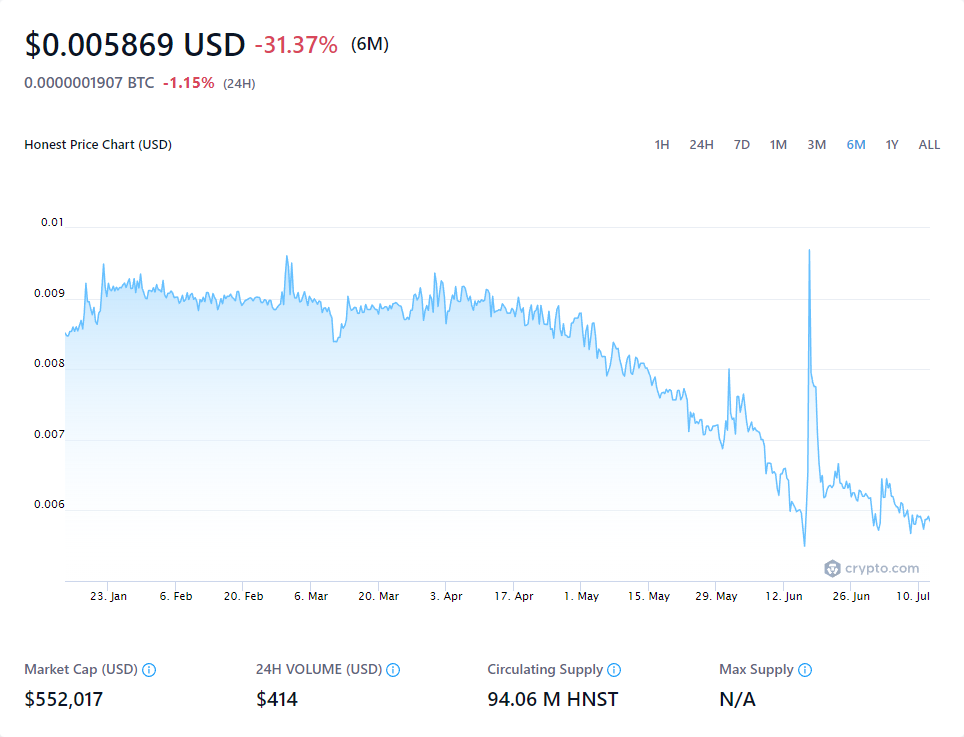 $0.005869 USD -31.37% (6M)
0.0000001907 BTC -1.15% (24H)
Honest Price Chart (USD) 1H 24H 7D 1M 3M 6M 1Y ALL
0.01
0.009
0.008
0.007
0.006
crypto.com
23. Jan 6. Feb 20. Feb 6. Mar 20. Mar 3. Apr 17. Apr 1. May 15. May 29. May 12. Jun 26. Jun 10. Jul
Market Cap (USD) 24H VOLUME (USD) Circulating Supply Max Supply
$552,017 $414 94.06 M HNST N/A